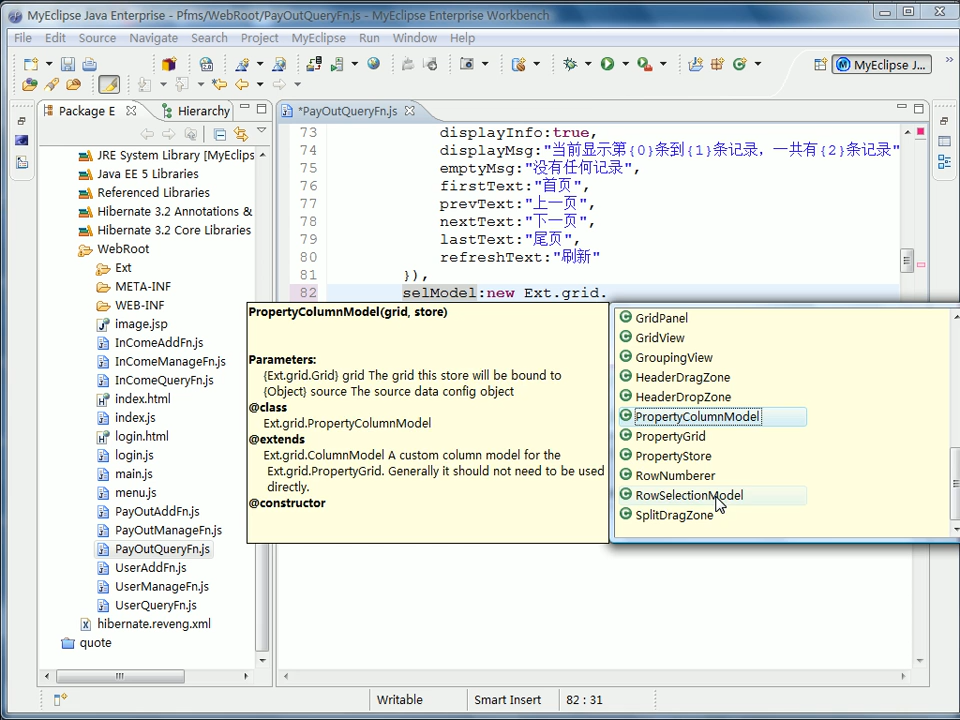 MyEclipse Java Enterprise - Pfms/WebRoot/PayOutQueryFn.js - MyEclipse Enterprise Workbench
File Edit Source Navigate Search Project MyEclipse Run Window Help
MyEclipse J...
Package E
Hierarchy
*PayOutQueryFn.js
JRE System Library [MyEclips
Java EE 5 Libraries
Referenced Libraries
Hibernate 3.2 Annotations &
Hibernate 3.2 Core Libraries
WebRoot
Ext
META-INF
WEB-INF
image.jsp
InComeAddFn.js
InComeManageFn.js
InComeQueryFn.js
index.html
index.js
login.html
login.js
main.js
menu.js
PayOutAddFn.js
PayOutManageFn.js
PayOutQueryFn.js
UserAddFn.js
UserManageFn.js
UserQueryFn.js
hibernate.reveng.xml
quote
73 displayInfo:true,
74 displayMsg:"当前显示第{0}条到{1}条记录，一共有{2}条记录"
75 emptyMsg:"没有任何记录",
76 firstText:"首页",
77 prevText:"上一页",
78 nextText:"下一页",
79 lastText:"尾页",
80 refreshText:"刷新"
81 }),
82 selModel:new Ext.grid.
PropertyColumnModel(grid, store)
Parameters:
{Ext.grid.Grid} grid The grid this store will be bound to
{Object} source The source data config object
@class
Ext.grid.PropertyColumnModel
@extends
Ext.grid.ColumnModel A custom column model for the
Ext.grid.PropertyGrid. Generally it should not need to be used
directly.
@constructor
GridPanel
GridView
GroupingView
HeaderDragZone
HeaderDropZone
PropertyColumnModel
PropertyGrid
PropertyStore
RowNumberer
RowSelectionModel
SplitDragZone
Writable
Smart Insert
82 : 31